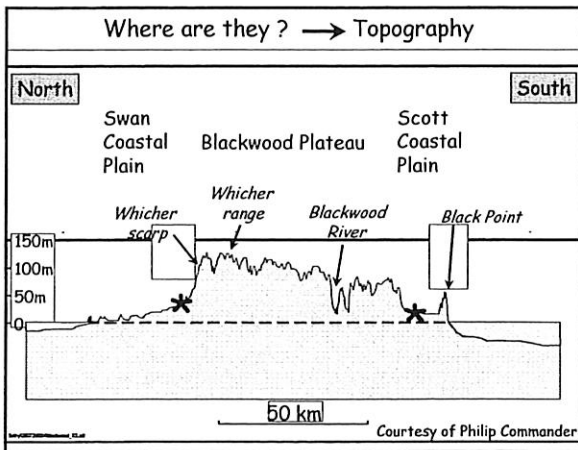 Where are they ? → Topography
North
South
Swan
Coastal
Plain
Blackwood Plateau
Scott
Coastal
Plain
Whicher
scarp
Whicher
range
Blackwood
River
Black Point
150m
100m
50m
0
50 km
Courtesy of Philip Commander